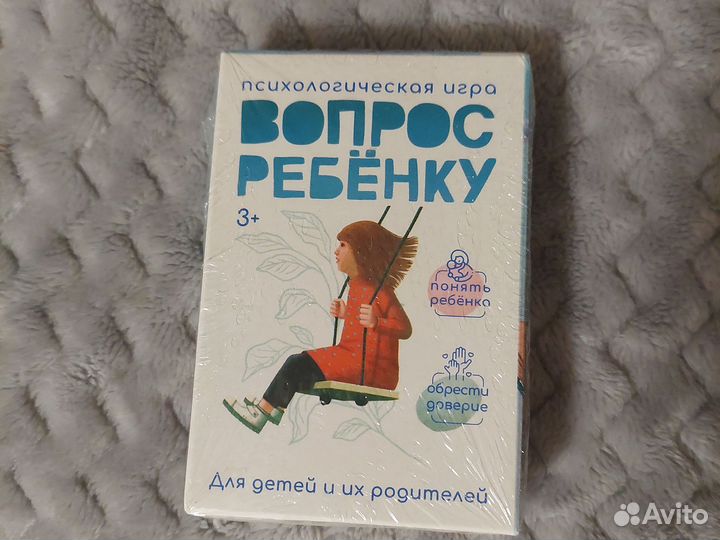 психологическая игра
ВОПРОС
РЕБЁНКУ
3+
понять
ребёнка
обрести
доверие
Для детей и их родителей
Avito